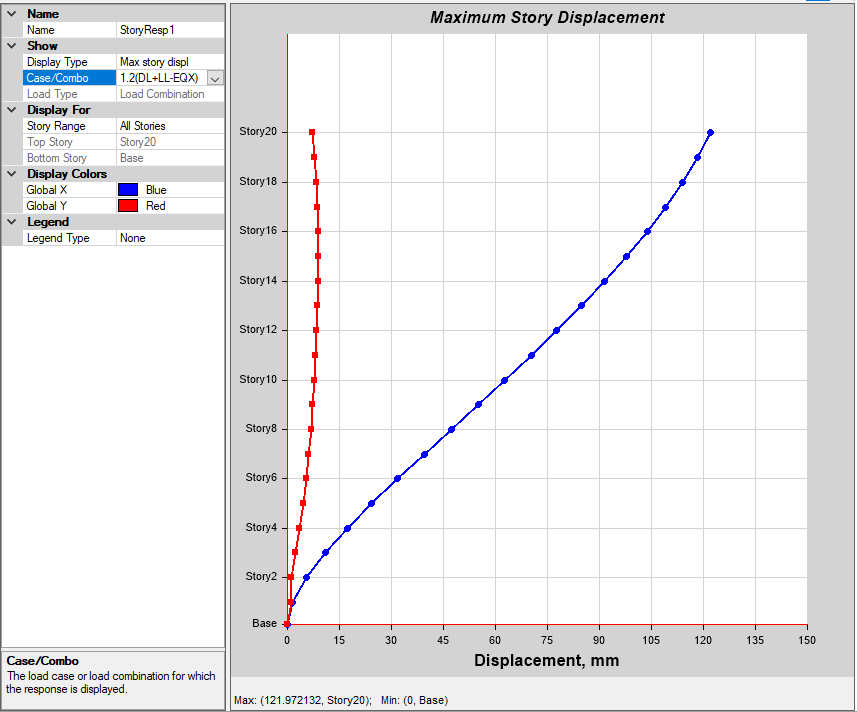 Name
Name StoryResp1
Show
Display Type Max story displ
Case/Combo 1.2(DL+LL-EQX)
Load Type Load Combination
Display For
Story Range All Stories
Top Story Story20
Bottom Story Base
Display Colors
Global X Blue
Global Y Red
Legend
Legend Type None
Case/Combo
The load case or load combination for which
the response is displayed.
Maximum Story Displacement
Story20
Story18
Story16
Story14
Story12
Story10
Story8
Story6
Story4
Story2
Base
0 15 30 45 60 75 90 105 120 135 150
Displacement, mm
Max: (121.972132, Story20); Min: (0, Base)